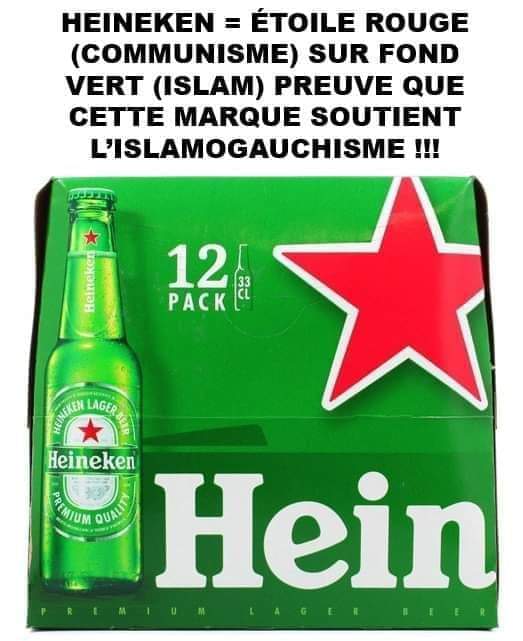 HEINEKEN = ÉTOILE ROUGE
(COMMUNISME) SUR FOND
VERT (ISLAM) PREUVE QUE
CETTE MARQUE SOUTIENT
L’ISLAMOGAUCHISME !!!
12
PACK
33
CL
Heineken
HEINEKEN LAGER BEER
Heineken
PREMIUM QUALITY
Hein
PREMIUM LAGER BEER